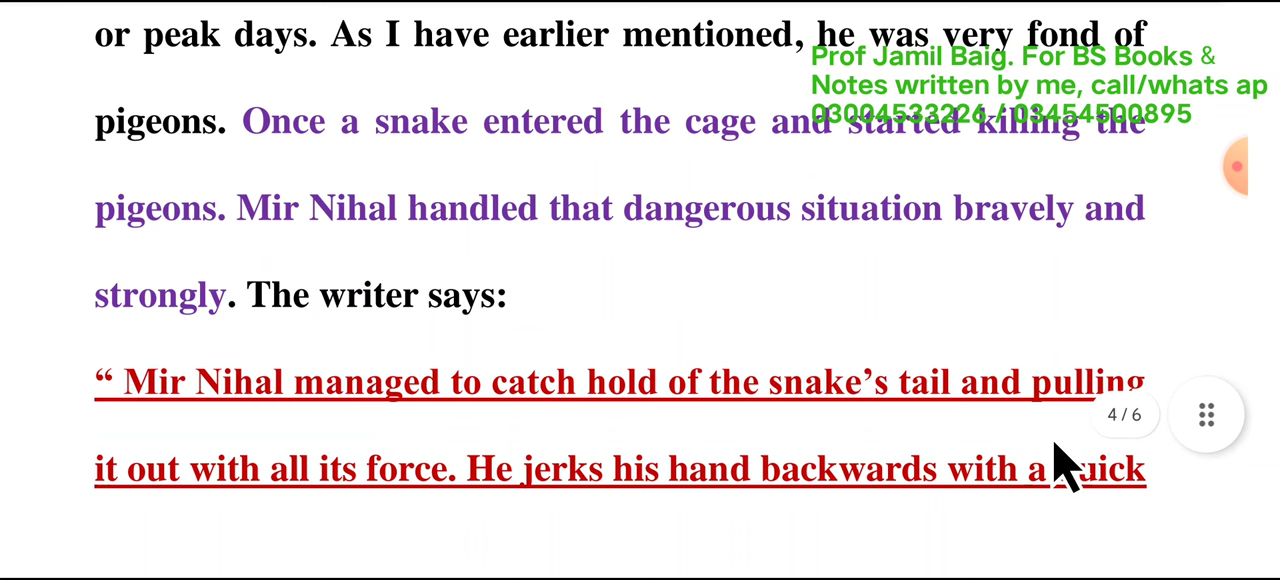 or peak days. As I have earlier mentioned, he was very fond of
Prof Jamil Baig. For BS Books &
Notes written by me, call/whats ap
03004533226 / 03454500895
pigeons. Once a snake entered the cage and started killing the
pigeons. Mir Nihal handled that dangerous situation bravely and
strongly. The writer says:
“ Mir Nihal managed to catch hold of the snake’s tail and pulling
4 / 6
it out with all its force. He jerks his hand backwards with a quick